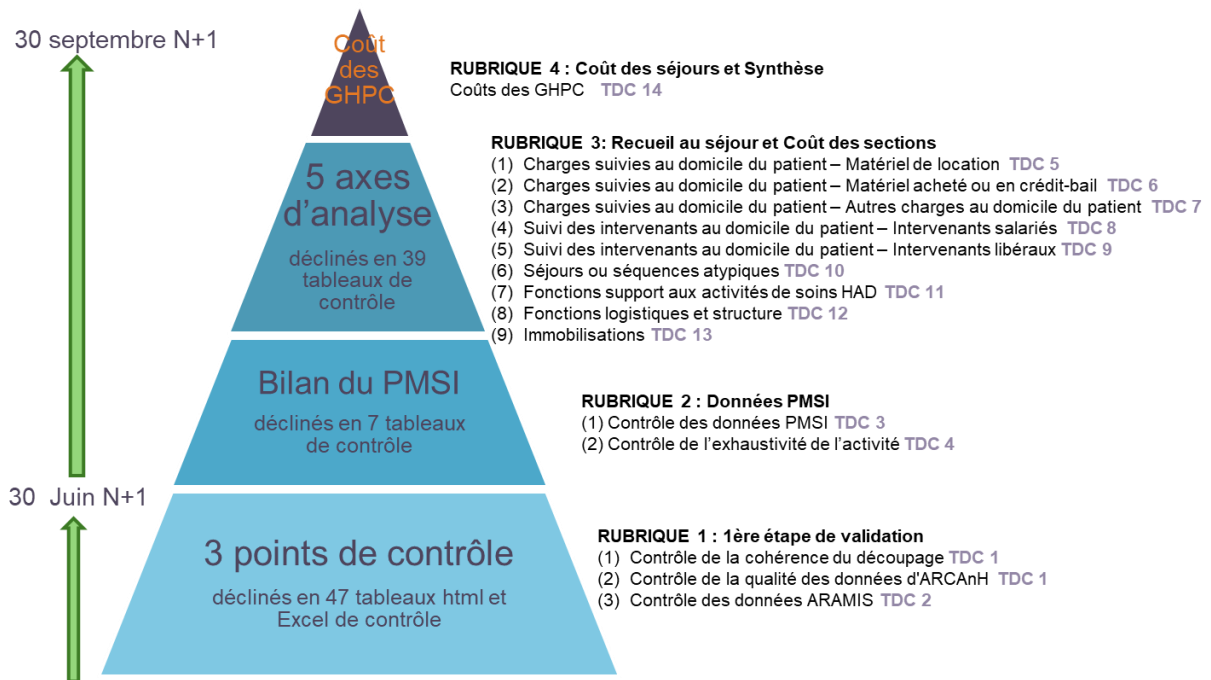 30 septembre N+1
Coût
des
GHPC
RUBRIQUE 4 : Coût des séjours et Synthèse
Coûts des GHPC TDC 14
5 axes
d'analyse
déclinés en 39
tableaux de
contrôle
RUBRIQUE 3: Recueil au séjour et Coût des sections
(1) Charges suivies au domicile du patient – Matériel de location TDC 5
(2) Charges suivies au domicile du patient – Matériel acheté ou en crédit-bail TDC 6
(3) Charges suivies au domicile du patient – Autres charges au domicile du patient TDC 7
(4) Suivi des intervenants au domicile du patient – Intervenants salariés TDC 8
(5) Suivi des intervenants au domicile du patient – Intervenants libéraux TDC 9
(6) Séjours ou séquences atypiques TDC 10
(7) Fonctions support aux activités de soins HAD TDC 11
(8) Fonctions logistiques et structure TDC 12
(9) Immobilisations TDC 13
Bilan du PMSI
déclinés en 7 tableaux
de contrôle
RUBRIQUE 2 : Données PMSI
(1) Contrôle des données PMSI TDC 3
(2) Contrôle de l'exhaustivité de l'activité TDC 4
30 Juin N+1
3 points de contrôle
déclinés en 47 tableaux html et
Excel de contrôle
RUBRIQUE 1 : 1ère étape de validation
(1) Contrôle de la cohérence du découpage TDC 1
(2) Contrôle de la qualité des données d'ARCAnH TDC 1
(3) Contrôle des données ARAMIS TDC 2